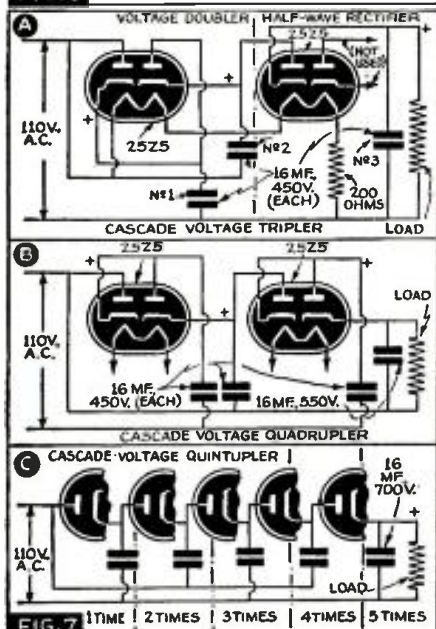 A
VOLTAGE DOUBLER
HALF-WAVE RECTIFIER
25Z5
(NOT
USED)
+
+
+
110V.
A.C.
25Z5
Nº2
Nº1
16 MF.
450V.
(EACH)
Nº3
200
OHMS
LOAD
CASCADE VOLTAGE TRIPLER
B
25Z5
25Z5
+
+
+
LOAD
110V.
A.C.
16 MF.
450V. (EACH)
16 MF., 550V.
CASCADE VOLTAGE QUADRUPLER
C
CASCADE-VOLTAGE QUINTUPLER
16
MF
700V.
+
110V.
A.C.
LOAD
FIG. 7
1 TIME
2 TIMES
3 TIMES
4 TIMES
5 TIMES